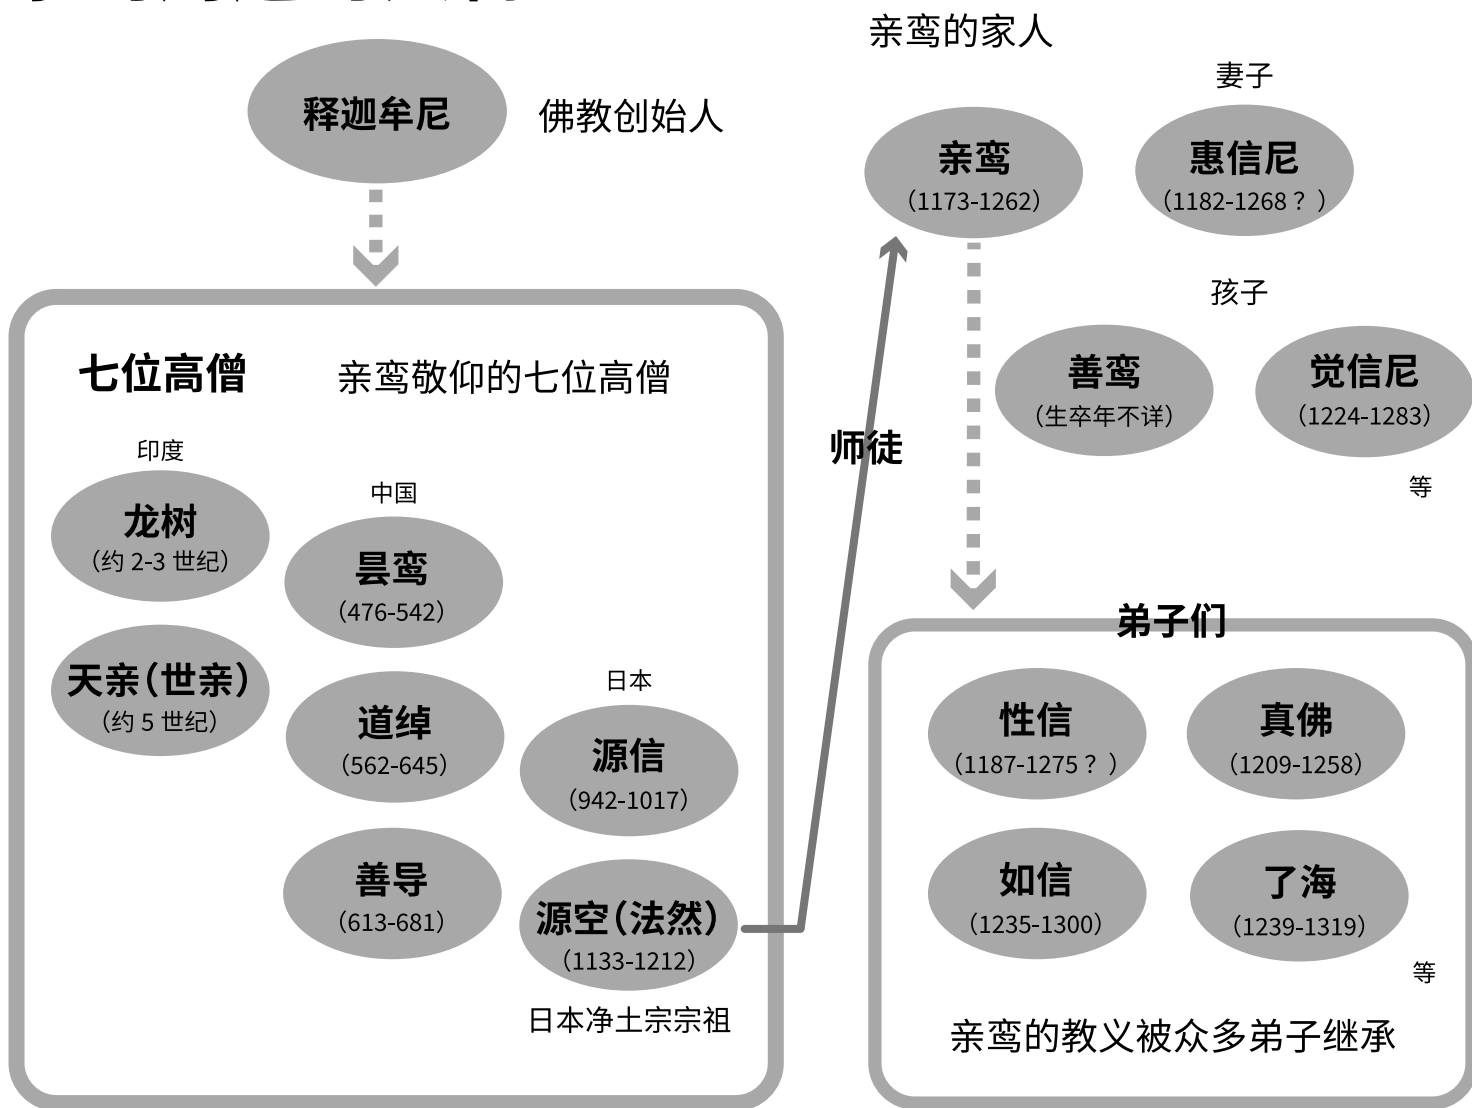 释迦牟尼
佛教创始人
七位高僧
亲鸾敬仰的七位高僧
印度
龙树
（约 2-3 世纪）
天亲（世亲）
（约 5 世纪）
中国
昙鸾
（476-542）
道绰
（562-645）
善导
（613-681）
日本
源信
（942-1017）
源空（法然）
（1133-1212）
日本净土宗宗祖
师徒
亲鸾的家人
亲鸾
（1173-1262）
妻子
惠信尼
（1182-1268？）
孩子
善鸾
（生卒年不详）
觉信尼
（1224-1283）
等
弟子们
性信
（1187-1275？）
真佛
（1209-1258）
如信
（1235-1300）
了海
（1239-1319）
等
亲鸾的教义被众多弟子继承